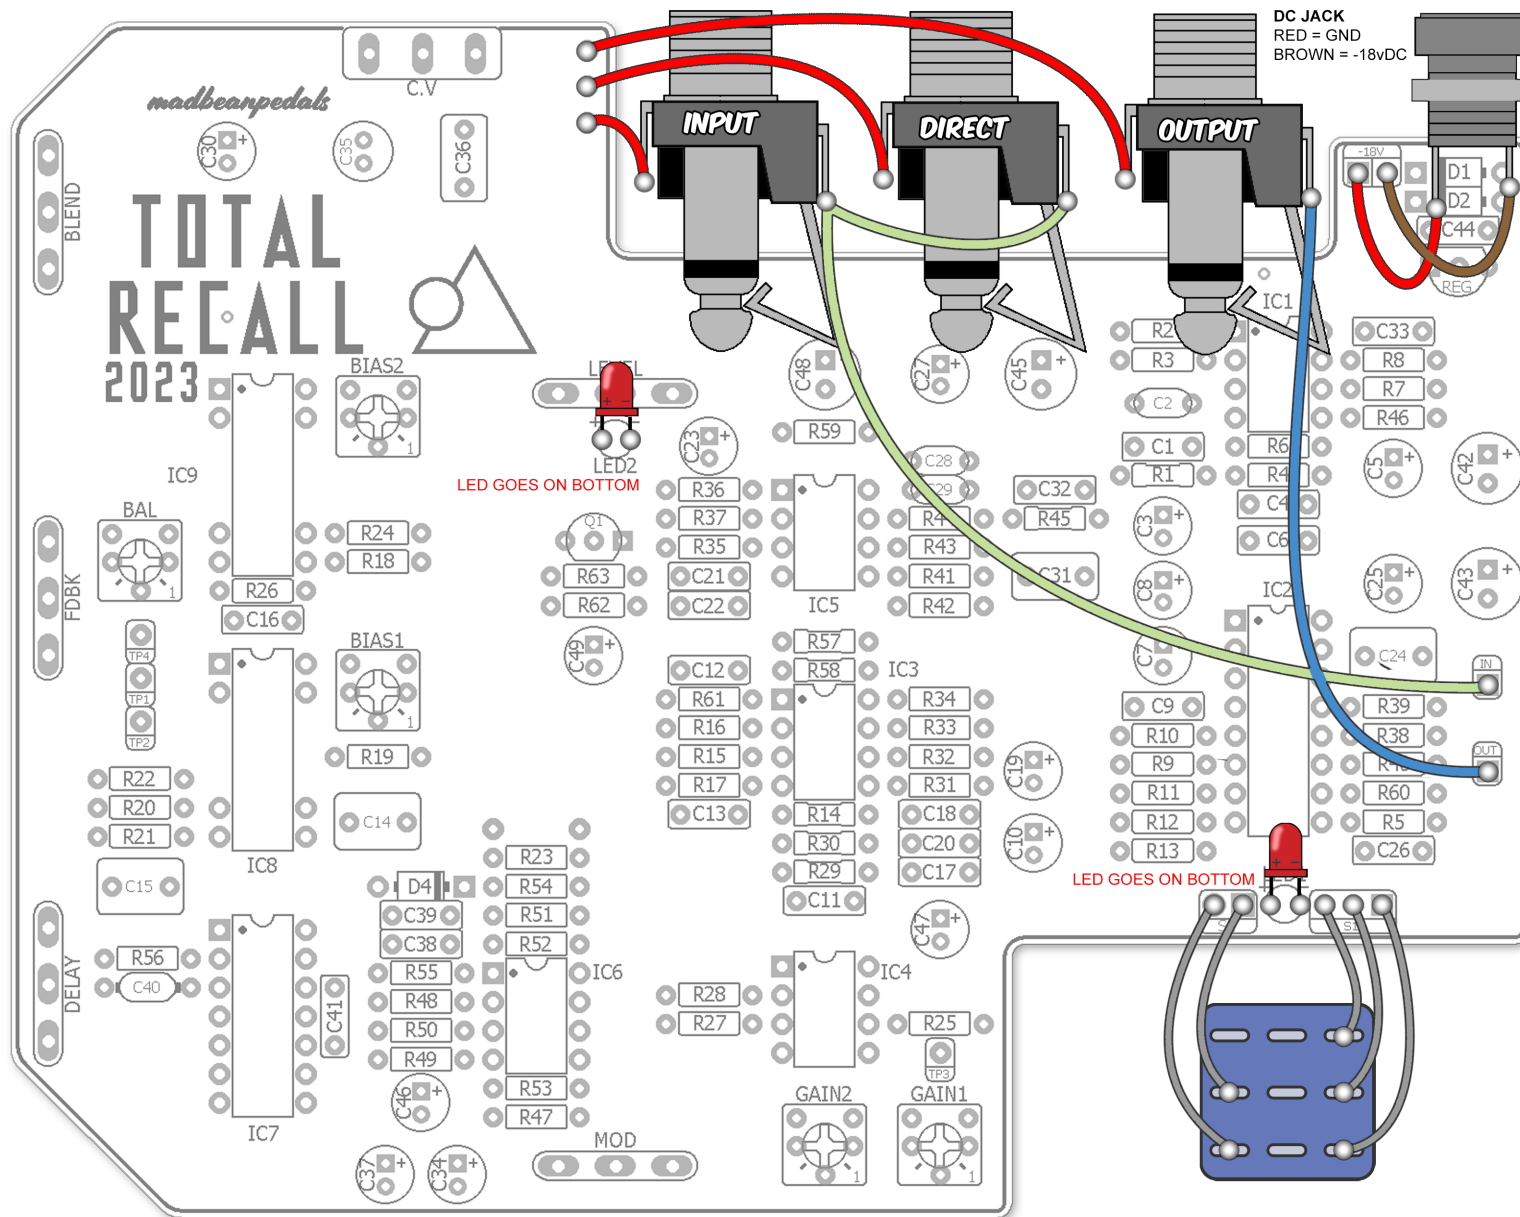 DC JACK
RED = GND
BROWN = -18vDC
C.V
madbeanpedals
INPUT
DIRECT
OUTPUT
-18V
D1
D2
C44
REG
C30
C35
C36
BLEND
TOTAL
RECALL
2023
IC1
R2
R3
C33
R8
R7
R46
C2
C1
R1
R6
R4
C4
C6
C5
C42
C3
C8
C7
C25
C43
BIAS2
1
IC9
LED2
LED GOES ON BOTTOM
C48
C27
C45
R59
C23
C28
C29
R36
R37
R35
C21
C22
R43
R41
R42
IC5
C32
R45
C31
BAL
1
R24
R18
R26
C16
Q1
R63
R62
C49
FDBK
TP4
TP1
TP2
BIAS1
1
R19
R22
R20
R21
C14
C15
IC8
R57
R58
IC3
C12
R61
R16
R15
R17
C13
R14
R30
R29
C11
R34
R33
R32
R31
C18
C20
C17
C19
C10
C47
IC2
C24
IN
C9
R10
R9
R11
R12
R13
R39
R38
OUT
R60
R5
C26
LED GOES ON BOTTOM
S1
R23
R54
R51
R52
D4
C39
C38
R55
R48
R50
R49
IC6
R53
R47
C46
C37
C34
DELAY
R56
C40
C41
IC7
MOD
R28
R27
IC4
R25
TP3
GAIN2
1
GAIN1
1